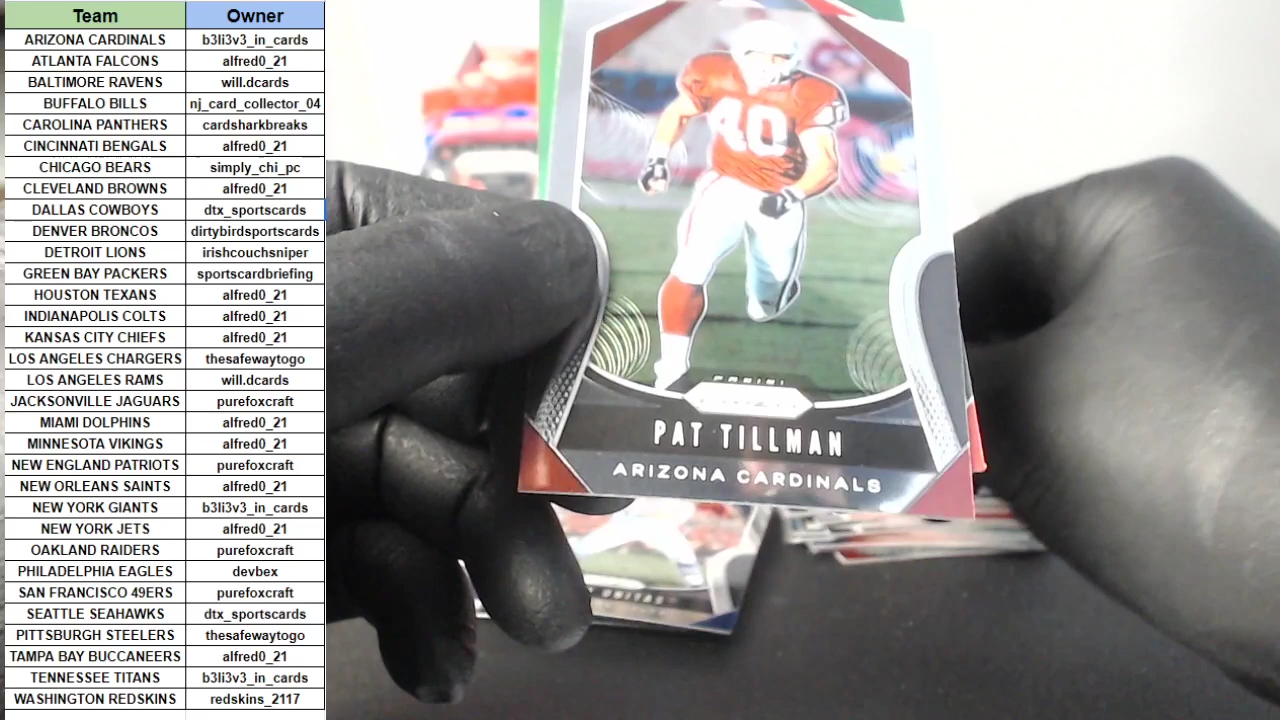 Team Owner
ARIZONA CARDINALS b3li3v3_in_cards
ATLANTA FALCONS alfred0_21
BALTIMORE RAVENS will.dcards
BUFFALO BILLS nj_card_collector_04
CAROLINA PANTHERS cardsharkbreaks
CINCINNATI BENGALS alfred0_21
CHICAGO BEARS simply_chi_pc
CLEVELAND BROWNS alfred0_21
DALLAS COWBOYS dtx_sportscards
DENVER BRONCOS dirtybirdsportscards
DETROIT LIONS irishcouchsniper
GREEN BAY PACKERS sportscardbriefing
HOUSTON TEXANS alfred0_21
INDIANAPOLIS COLTS alfred0_21
KANSAS CITY CHIEFS alfred0_21
LOS ANGELES CHARGERS thesafewaytogo
LOS ANGELES RAMS will.dcards
JACKSONVILLE JAGUARS purefoxcraft
MIAMI DOLPHINS alfred0_21
MINNESOTA VIKINGS alfred0_21
NEW ENGLAND PATRIOTS purefoxcraft
NEW ORLEANS SAINTS alfred0_21
NEW YORK GIANTS b3li3v3_in_cards
NEW YORK JETS alfred0_21
OAKLAND RAIDERS purefoxcraft
PHILADELPHIA EAGLES devbex
SAN FRANCISCO 49ERS purefoxcraft
SEATTLE SEAHAWKS dtx_sportscards
PITTSBURGH STEELERS thesafewaytogo
TAMPA BAY BUCCANEERS alfred0_21
TENNESSEE TITANS b3li3v3_in_cards
WASHINGTON REDSKINS redskins_2117
40
PANINI
PAT TILLMAN
ARIZONA CARDINALS
UNITAS